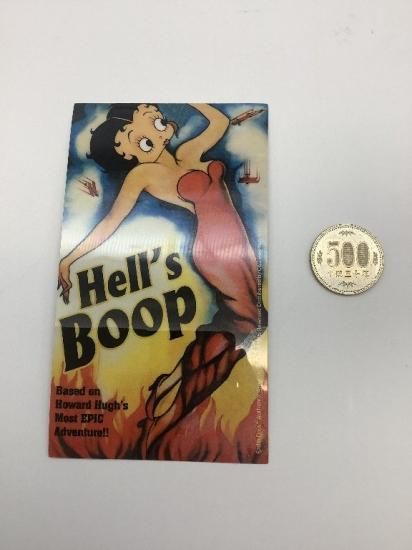 Hell's
Boop
Based on
Howard Hugh's
Most EPIC
Adventure!!
500